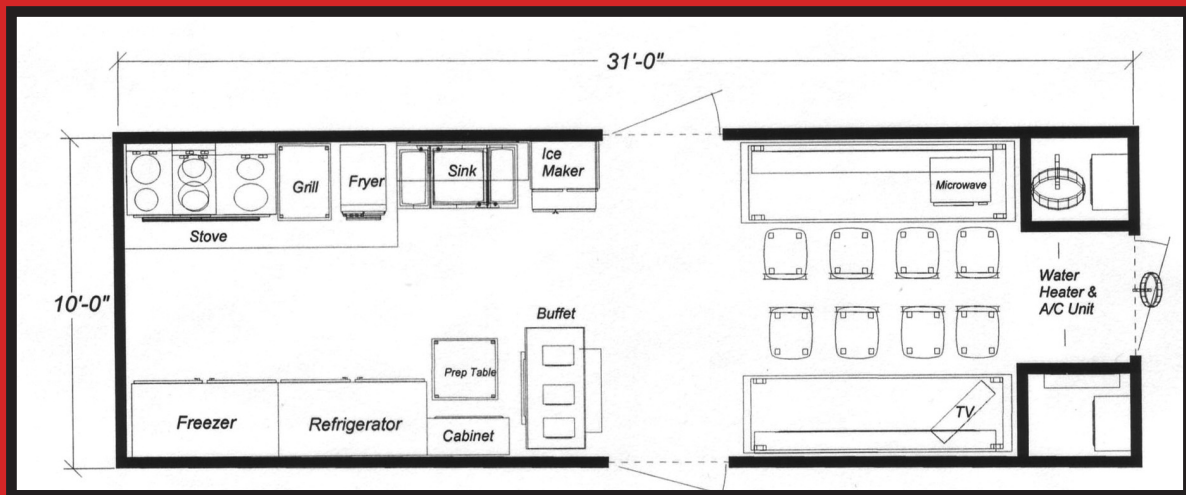 31'-0"
10'-0"
Stove
Grill
Fryer
Sink
Ice
Maker
Microwave
Water
Heater &
A/C Unit
Buffet
Prep Table
Freezer
Refrigerator
Cabinet
TV